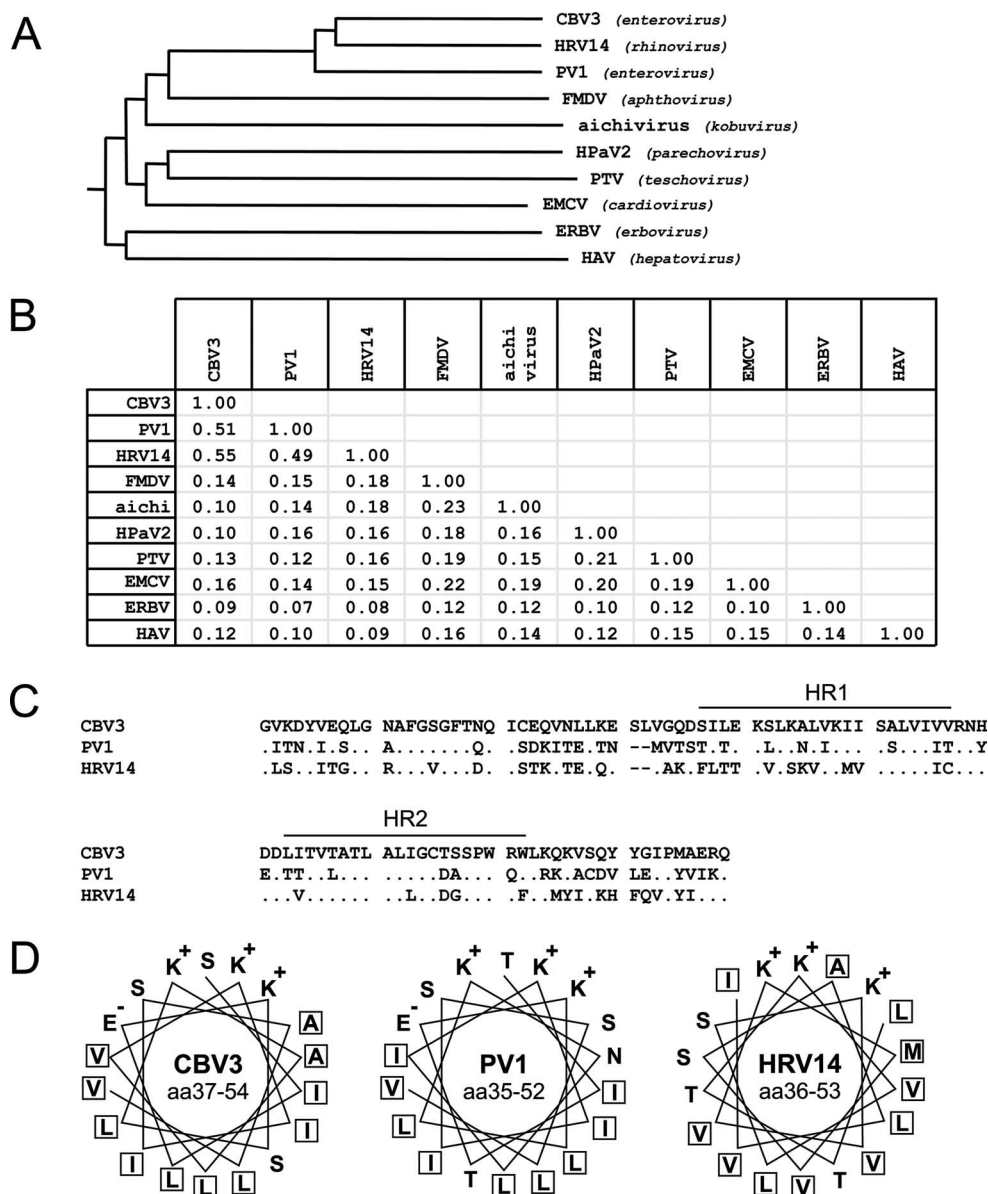 A
CBV3 (enterovirus)
HRV14 (rhinovirus)
PV1 (enterovirus)
FMDV (aphthovirus)
aichivirus (kobuvirus)
HPaV2 (parechovirus)
PTV (teschovirus)
EMCV (cardiovirus)
ERBV (erbovirus)
HAV (hepatovirus)
B
CBV3 PV1 HRV14 FMDV aichi virus HPaV2 PTV EMCV ERBV HAV
CBV3 1.00
PV1 0.51 1.00
HRV14 0.55 0.49 1.00
FMDV 0.14 0.15 0.18 1.00
aichi 0.10 0.14 0.18 0.23 1.00
HPaV2 0.10 0.16 0.16 0.18 0.16 1.00
PTV 0.13 0.12 0.16 0.19 0.15 0.21 1.00
EMCV 0.16 0.14 0.15 0.22 0.19 0.20 0.19 1.00
ERBV 0.09 0.07 0.08 0.12 0.12 0.10 0.12 0.10 1.00
HAV 0.12 0.10 0.09 0.16 0.14 0.12 0.15 0.15 0.14 1.00
C
HR1
CBV3 GVKDYVEQLG NAFGSGFTNQ ICEQVNLLKE SLVGQDSILE KSLKALVKII SALVIVVRNH
PV1 .ITN.I.S.. A.......Q. .SDKITE.TN --MVTST.T. .L..N.I... .S...IT..Y
HRV14 .LS..ITG.. R...V..D. .STK.TE.Q. --.AK.FLTT .V.SKV..MV .....IC...
HR2
CBV3 DDLITVTATL ALIGCTSSPW RWLKQKVSQY YGIPMAERQ
PV1 E.TT..L... .....DA... Q..RK.ACDV LE..YVIK.
HRV14 ...V...... ...L..DG.. .F..MYI.KH FQV.YI...
D
K+ S K+ K+ A A I I S L L L I L V V E- S
CBV3
aa37-54
K+ T K+ K+ S N I I L L L T I L V I E- S
PV1
aa35-52
I K+ K+ A K+ L M V L V T V L V V T S S
HRV14
aa36-53